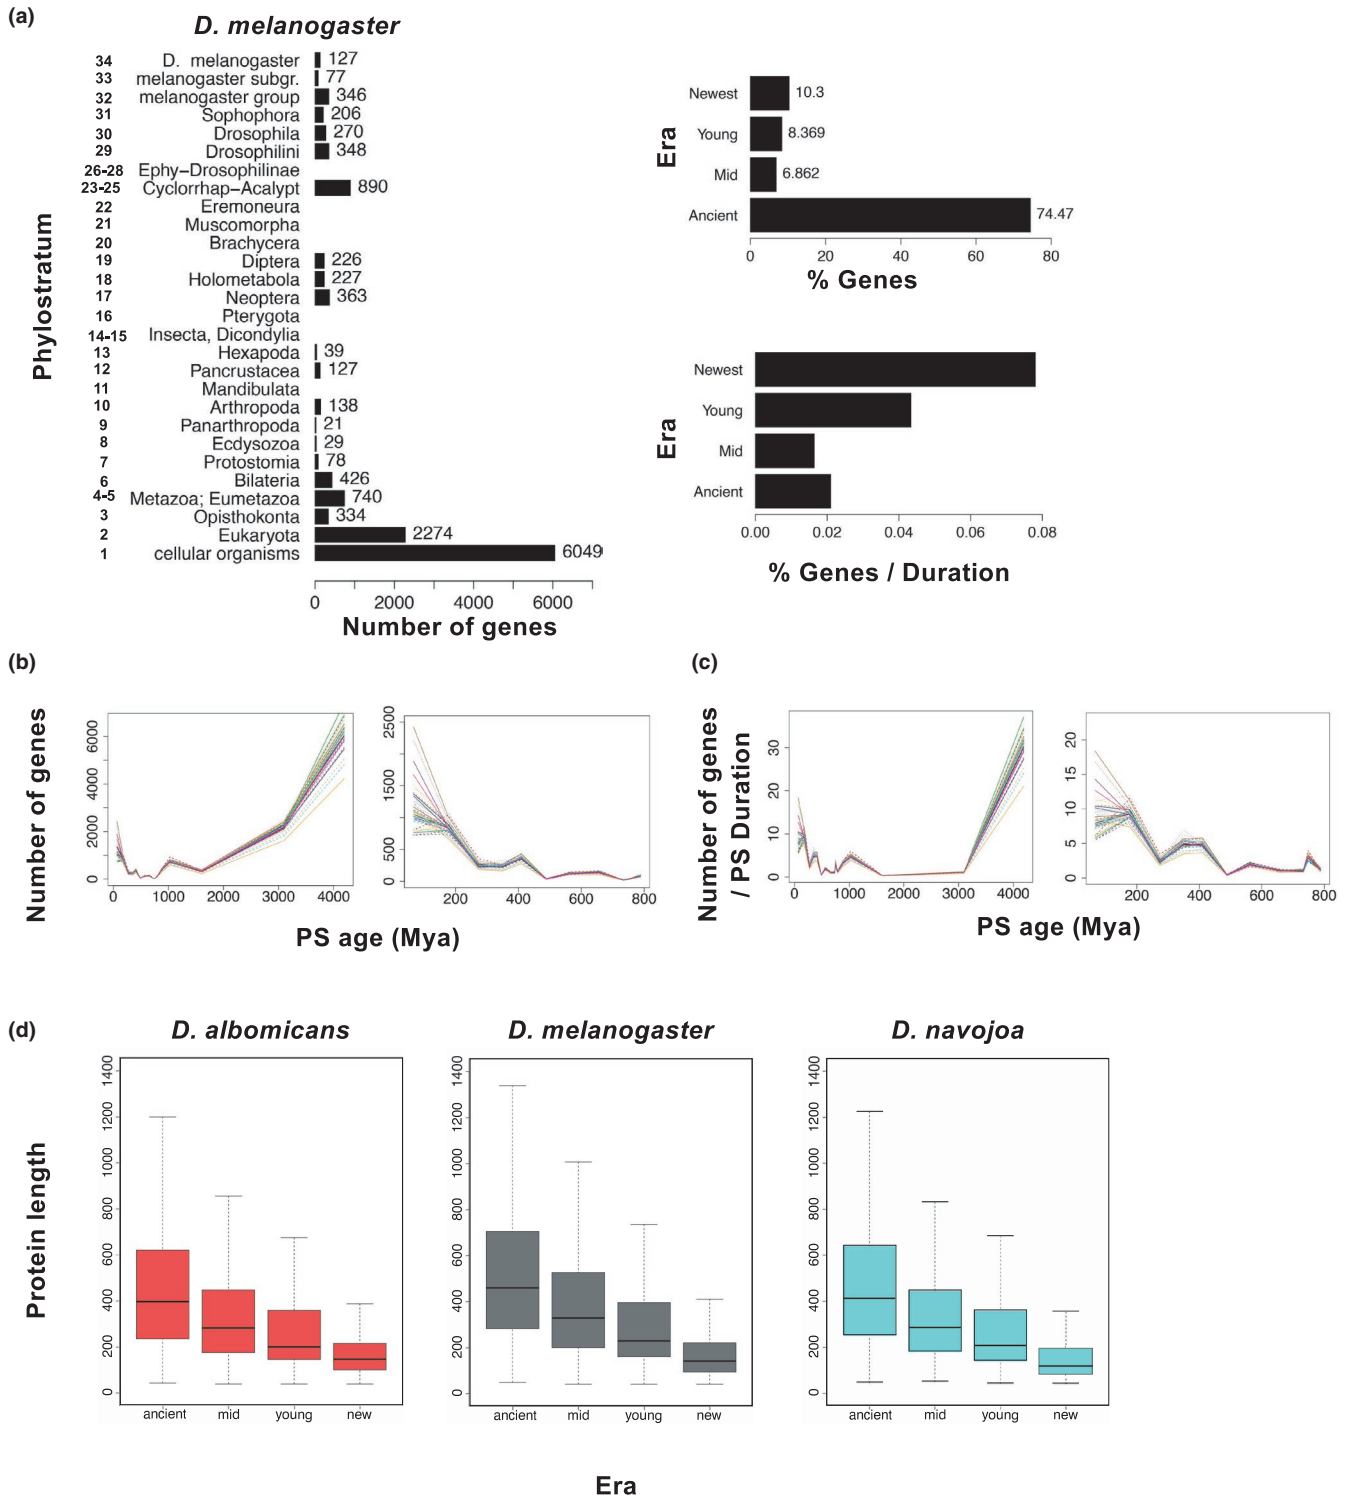 (a)
D. melanogaster
Phylostratum
34 D. melanogaster 127
33 melanogaster subgr. 77
32 melanogaster group 346
31 Sophophora 206
30 Drosophila 270
29 Drosophilini 348
26-28 Ephy–Drosophilinae
23-25 Cyclorrhap–Acalypt 890
22 Eremoneura
21 Muscomorpha
20 Brachycera
19 Diptera 226
18 Holometabola 227
17 Neoptera 363
16 Pterygota
14-15 Insecta, Dicondylia
13 Hexapoda 39
12 Pancrustacea 127
11 Mandibulata
10 Arthropoda 138
9 Panarthropoda 21
8 Ecdysozoa 29
7 Protostomia 78
6 Bilateria 426
4-5 Metazoa; Eumetazoa 740
3 Opisthokonta 334
2 Eukaryota 2274
1 cellular organisms 6049
0 2000 4000 6000
Number of genes
Era
Newest 10.3
Young 8.369
Mid 6.862
Ancient 74.47
0 20 40 60 80
% Genes
Era
Newest
Young
Mid
Ancient
0.00 0.02 0.04 0.06 0.08
% Genes / Duration
(b)
Number of genes
0 2000 4000 6000
0 1000 2000 3000 4000
0 500 1500 2500
200 400 600 800
PS age (Mya)
(c)
Number of genes
/ PS Duration
0 10 20 30
0 1000 2000 3000 4000
0 5 10 15 20
200 400 600 800
PS age (Mya)
(d)
Protein length
D. albomicans
0 200 400 600 800 1000 1200 1400
ancient mid young new
D. melanogaster
0 200 400 600 800 1000 1200 1400
ancient mid young new
D. navojoa
0 200 400 600 800 1000 1200 1400
ancient mid young new
Era